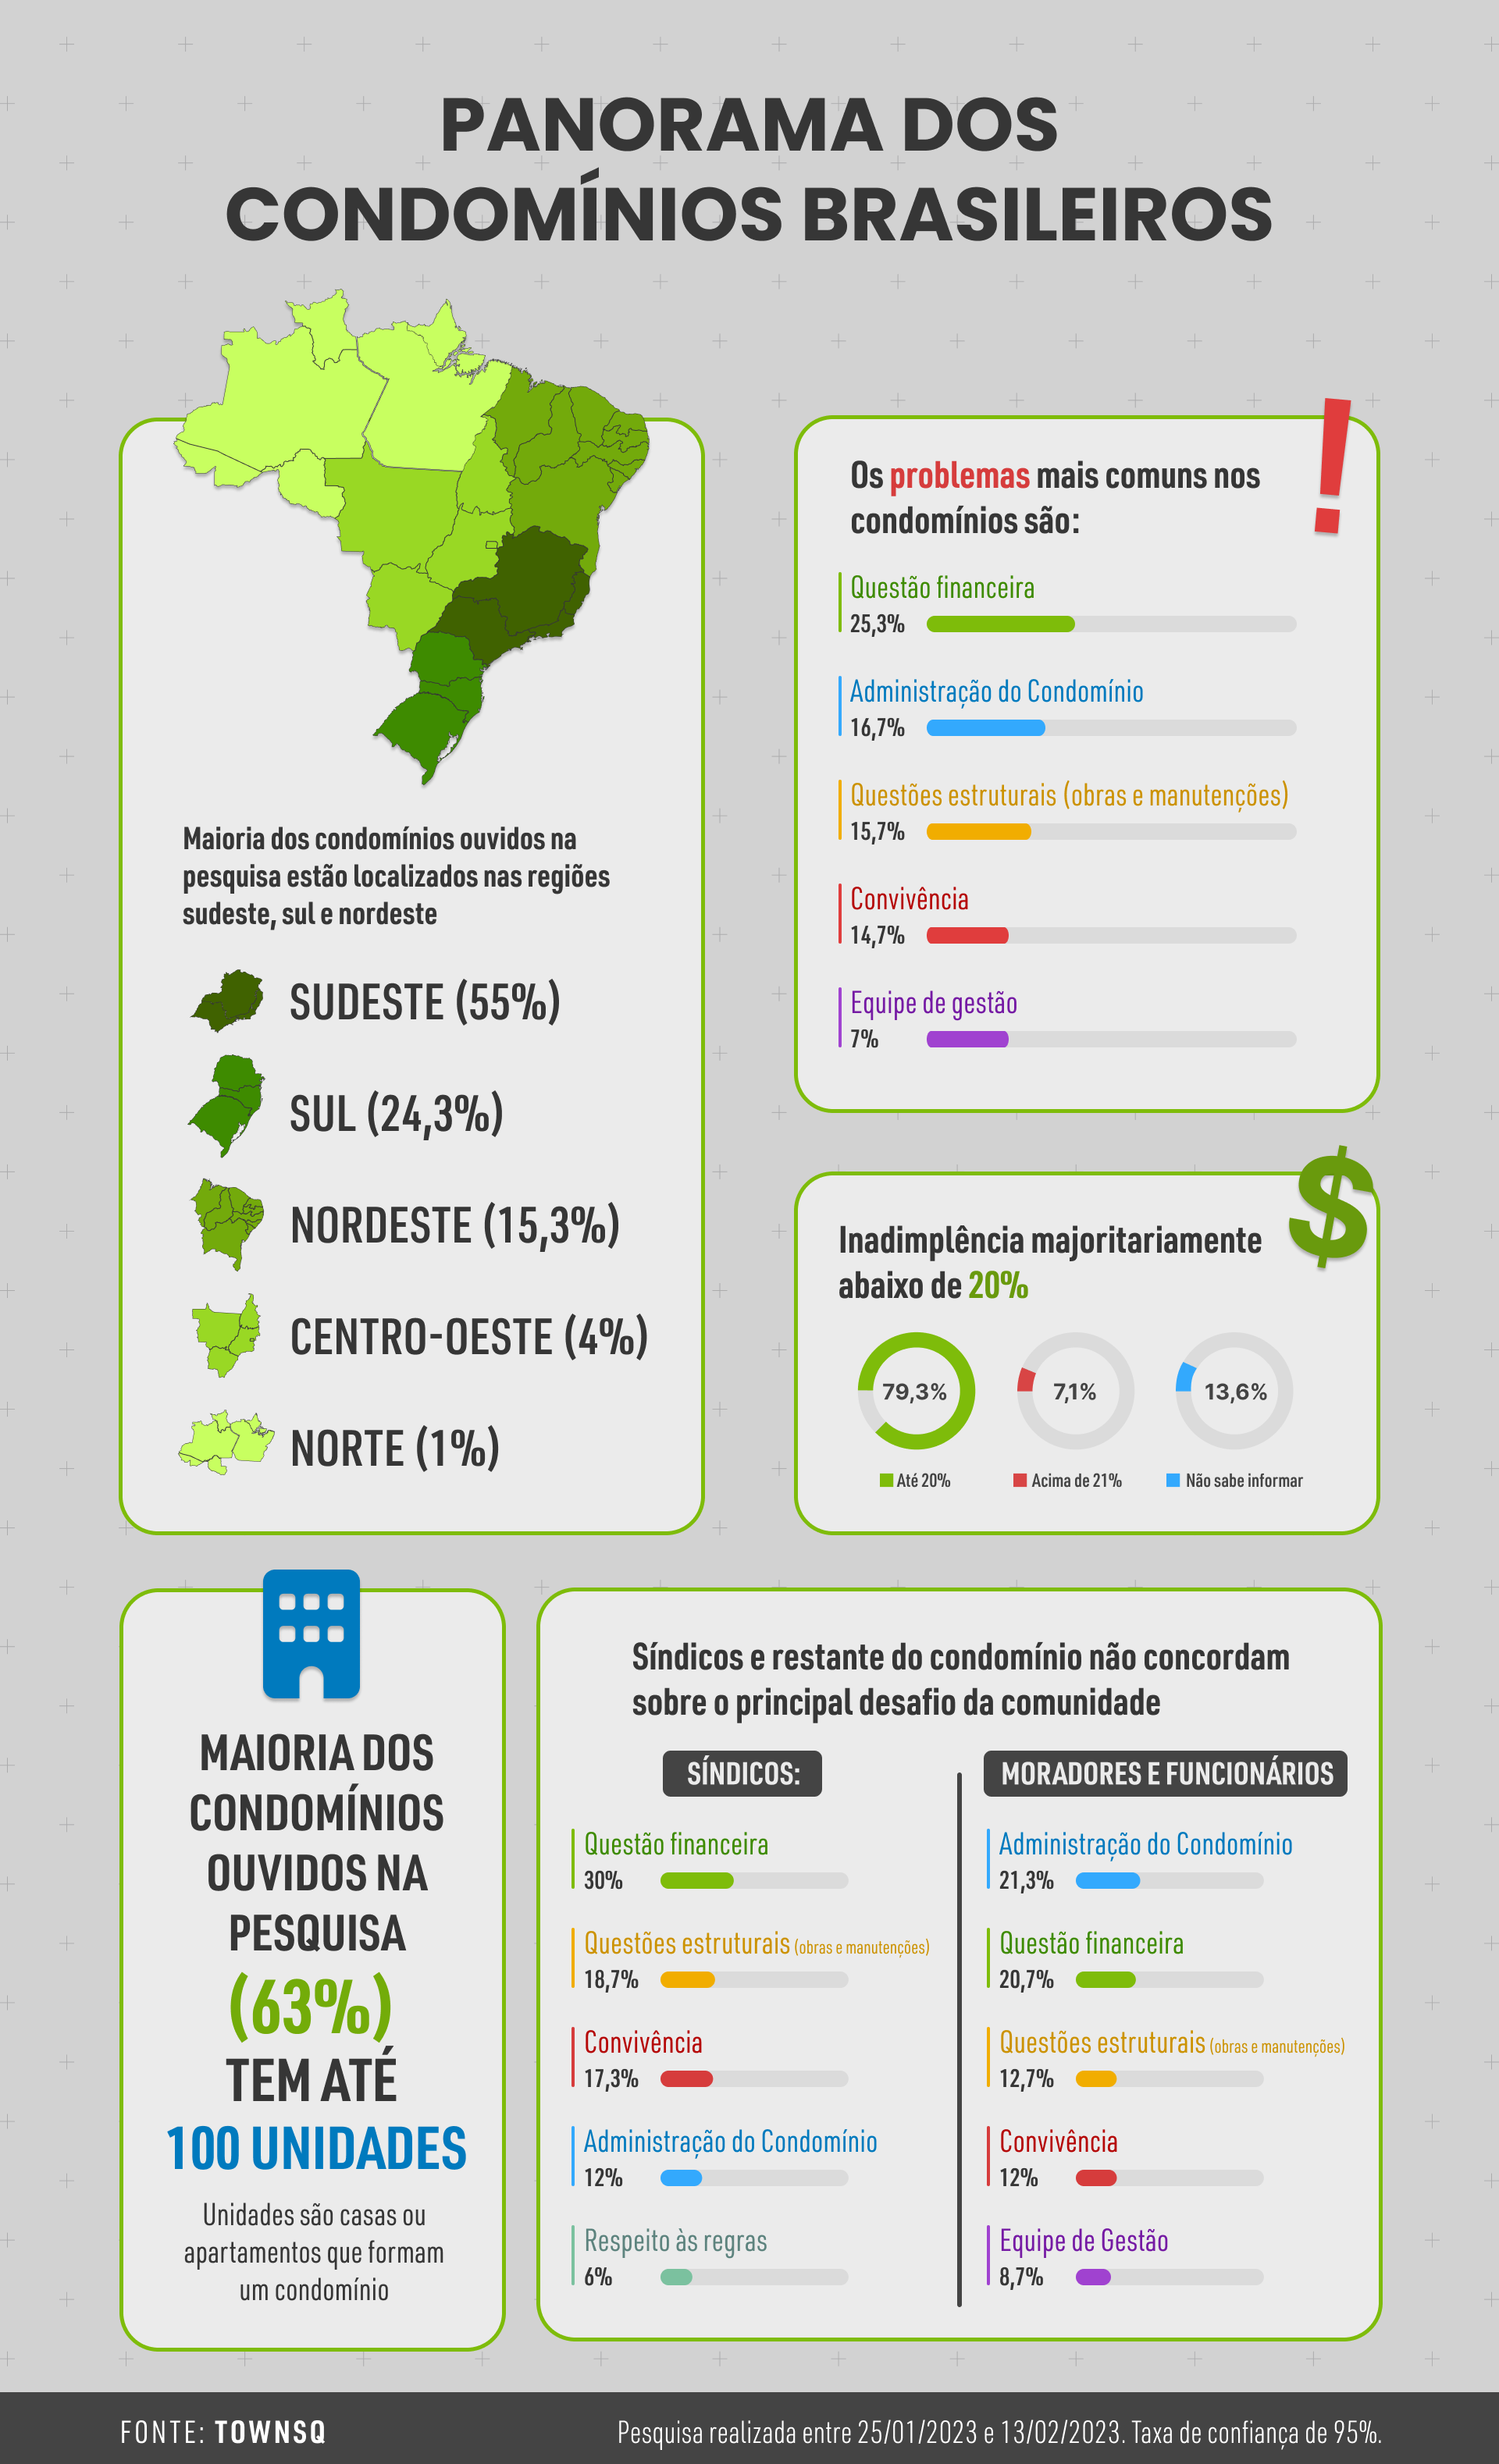 PANORAMA DOS
CONDOMÍNIOS BRASILEIROS
Maioria dos condomínios ouvidos na
pesquisa estão localizados nas regiões
sudeste, sul e nordeste
SUDESTE (55%)
SUL (24,3%)
NORDESTE (15,3%)
CENTRO-OESTE (4%)
NORTE (1%)
!
Os problemas mais comuns nos
condomínios são:
Questão financeira
25,3%
Administração do Condomínio
16,7%
Questões estruturais (obras e manutenções)
15,7%
Convivência
14,7%
Equipe de gestão
7%
$
Inadimplência majoritariamente
abaixo de 20%
79,3%
7,1%
13,6%
Até 20%
Acima de 21%
Não sabe informar
MAIORIA DOS
CONDOMÍNIOS
OUVIDOS NA
PESQUISA
(63%)
TEM ATÉ
100 UNIDADES
Unidades são casas ou
apartamentos que formam
um condomínio
Síndicos e restante do condomínio não concordam
sobre o principal desafio da comunidade
SÍNDICOS:
Questão financeira
30%
Questões estruturais (obras e manutenções)
18,7%
Convivência
17,3%
Administração do Condomínio
12%
Respeito às regras
6%
MORADORES E FUNCIONÁRIOS
Administração do Condomínio
21,3%
Questão financeira
20,7%
Questões estruturais (obras e manutenções)
12,7%
Convivência
12%
Equipe de Gestão
8,7%
FONTE: TOWNSQ
Pesquisa realizada entre 25/01/2023 e 13/02/2023. Taxa de confiança de 95%.